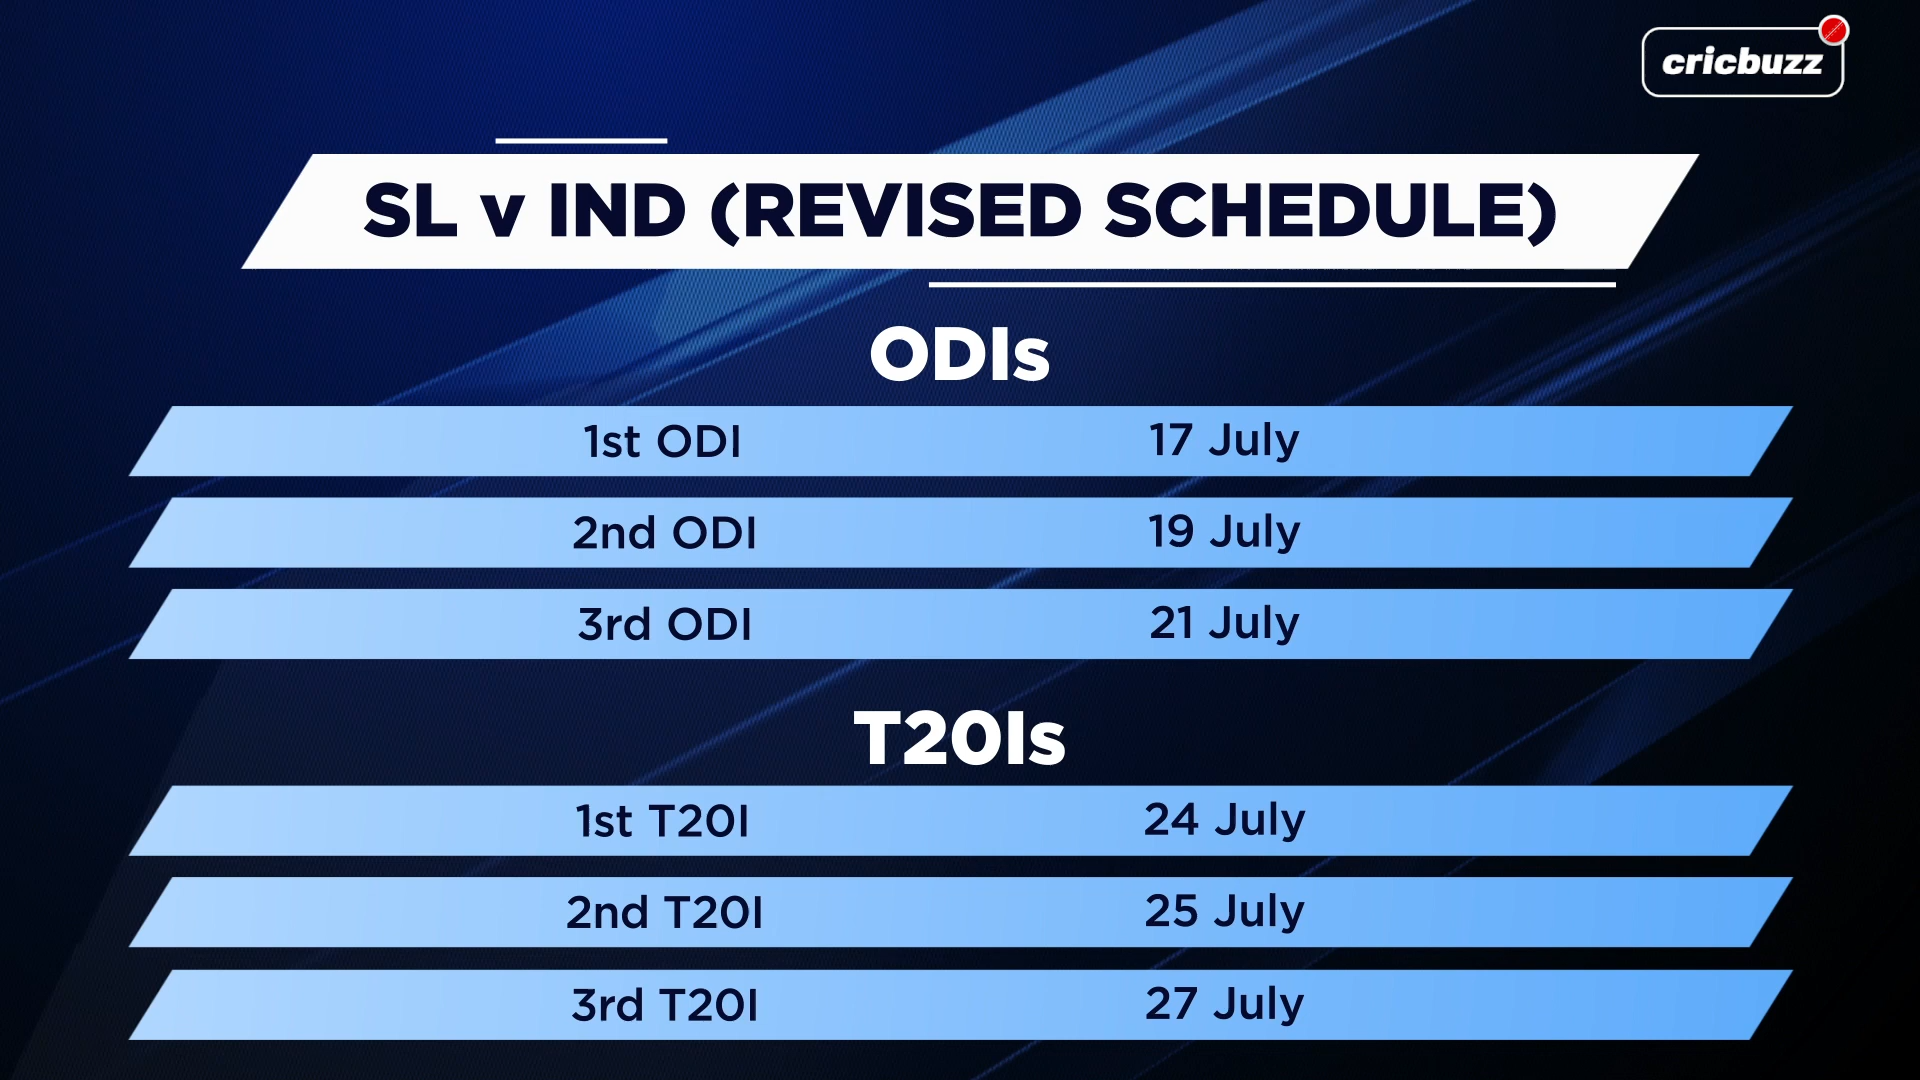 cricbuzz
SL v IND (REVISED SCHEDULE)
ODIs
1st ODI 17 July
2nd ODI 19 July
3rd ODI 21 July
T20Is
1st T20I 24 July
2nd T20I 25 July
3rd T20I 27 July